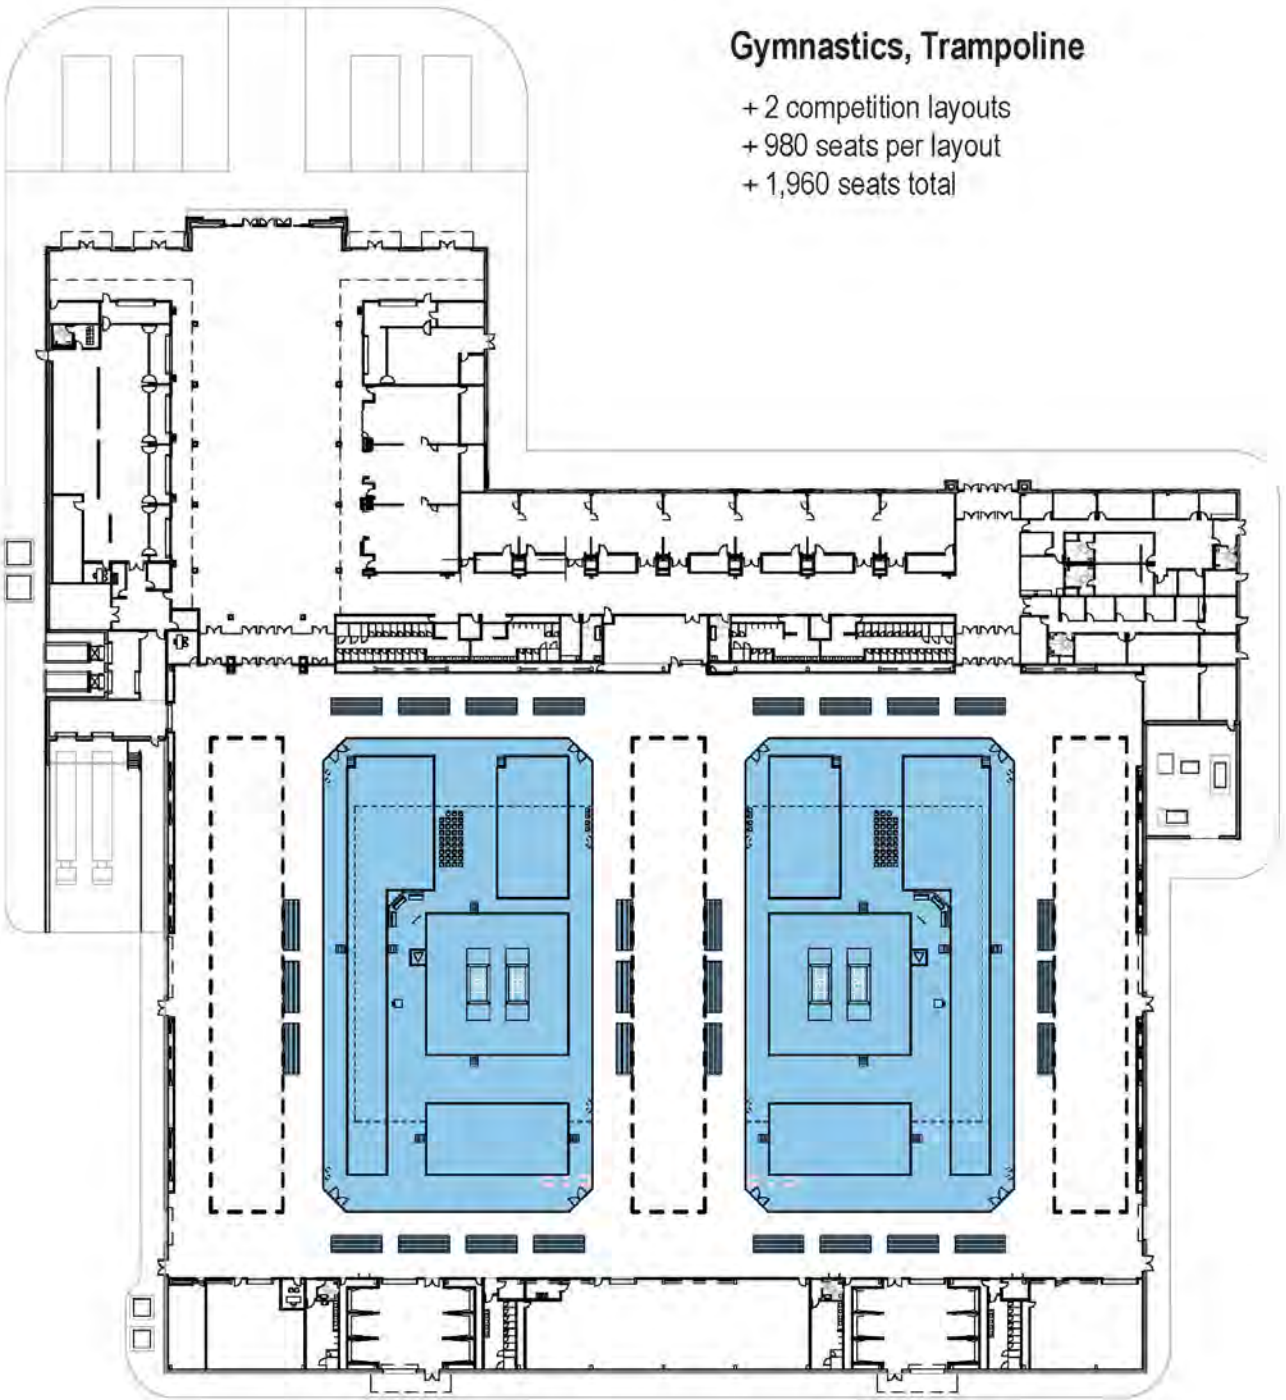 Gymnastics, Trampoline
+ 2 competition layouts
+ 980 seats per layout
+ 1,960 seats total